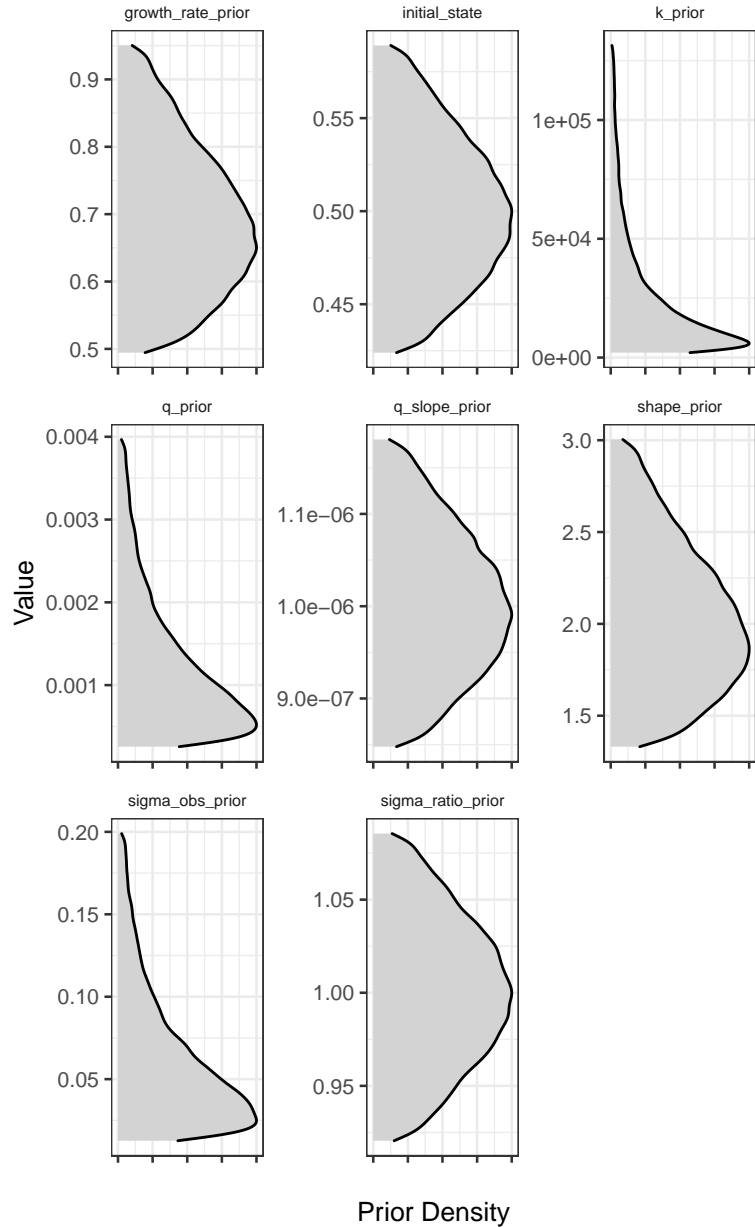 growth_rate_prior
initial_state
k_prior
0.9
0.8
0.7
0.6
0.5
0.55
0.50
0.45
1e+05
5e+04
0e+00
q_prior
q_slope_prior
shape_prior
0.004
0.003
0.002
0.001
1.1e−06
1.0e−06
9.0e−07
3.0
2.5
2.0
1.5
Value
sigma_obs_prior
sigma_ratio_prior
0.20
0.15
0.10
0.05
1.05
1.00
0.95
Prior Density